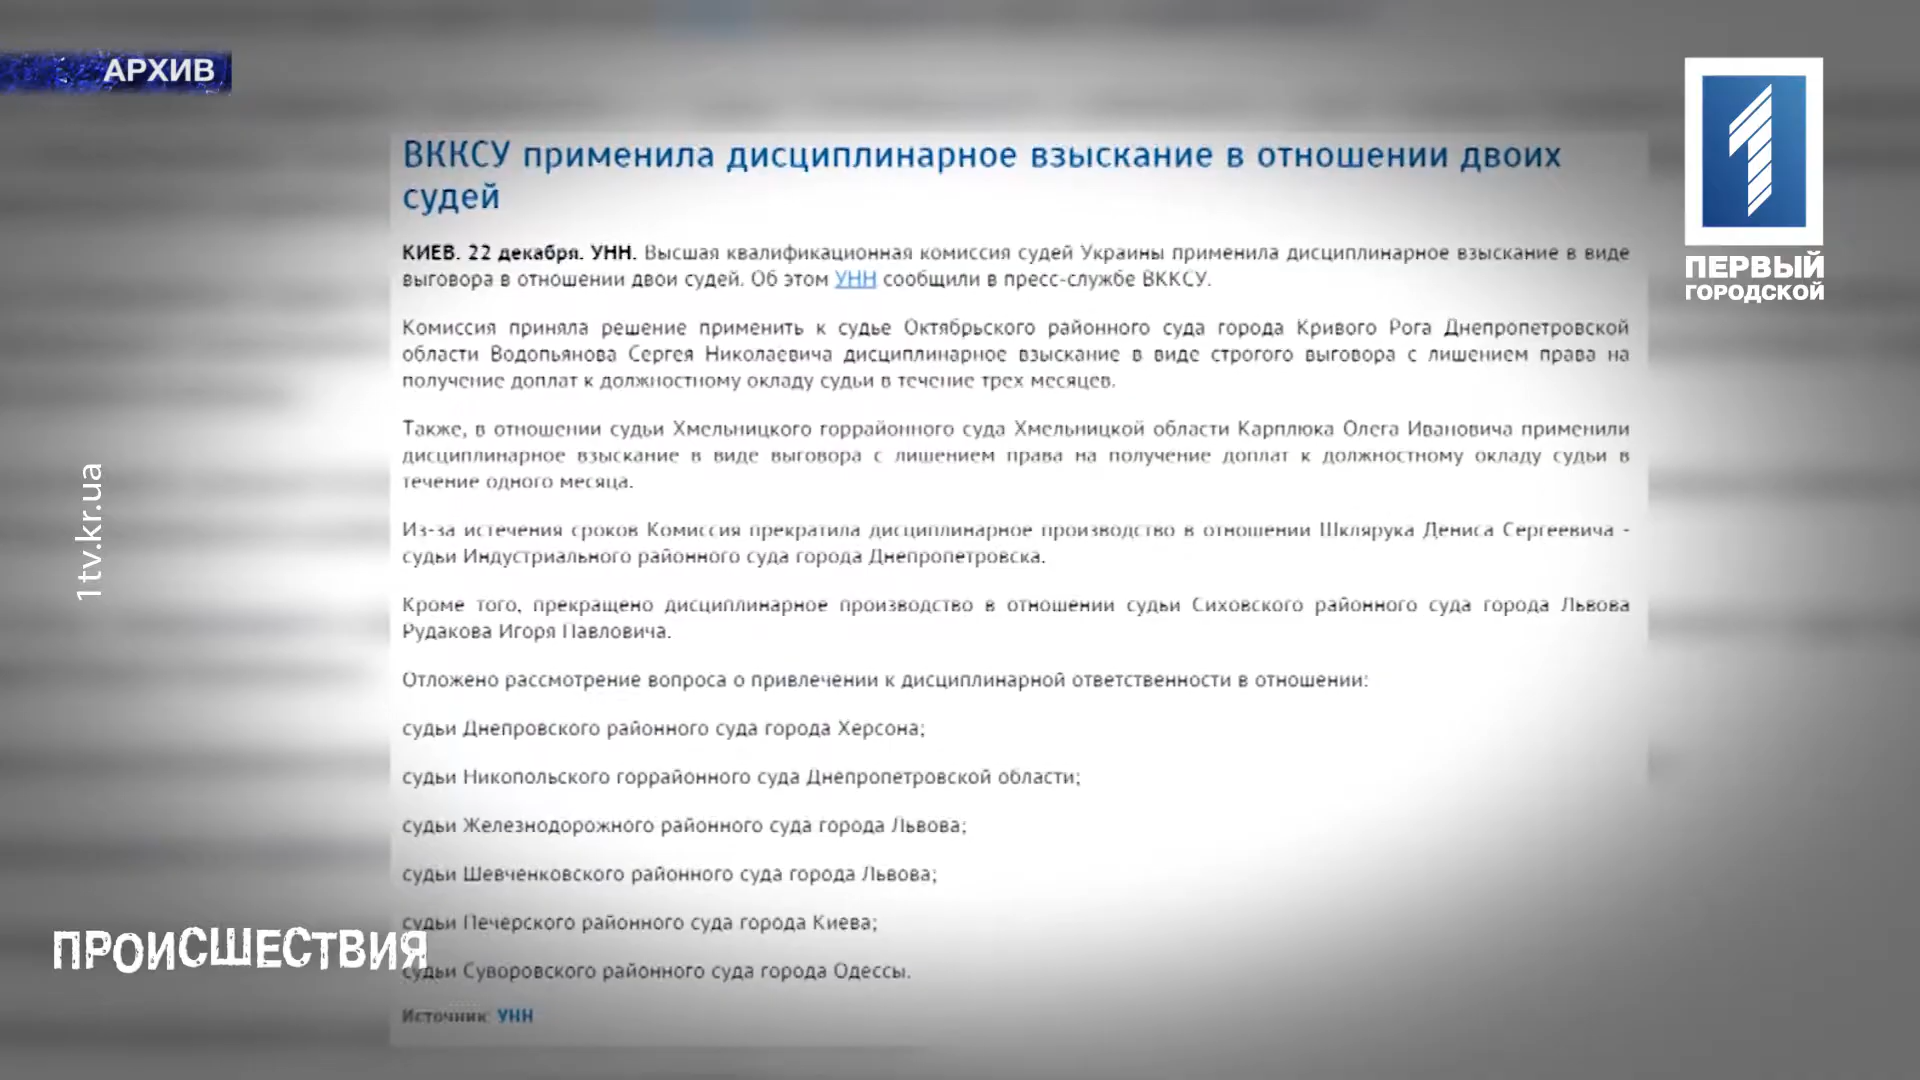 АРХИВ
ПЕРВЫЙ
ГОРОДСКОЙ
ВККСУ применила дисциплинарное взыскание в отношении двоих
судей
КИЕВ. 22 декабря. УНН. Высшая квалификационная комиссия судей Украины применила дисциплинарное взыскание в виде
выговора в отношении двои судей. Об этом УНН сообщили в пресс-службе ВККСУ.
Комиссия приняла решение применить к судье Октябрьского районного суда города Кривого Рога Днепропетровской
области Водопьянова Сергея Николаевича дисциплинарное взыскание в виде строгого выговора с лишением права на
получение доплат к должностному окладу судьи в течение трех месяцев.
Также, в отношении судьи Хмельницкого горрайонного суда Хмельницкой области Карплюка Олега Ивановича применили
дисциплинарное взыскание в виде выговора с лишением права на получение доплат к должностному окладу судьи в
течение одного месяца.
Из-за истечения сроков Комиссия прекратила дисциплинарное производство в отношении Шклярука Дениса Сергеевича -
судьи Индустриального районного суда города Днепропетровска.
Кроме того, прекращено дисциплинарное производство в отношении судьи Сиховского районного суда города Львова
Рудакова Игоря Павловича.
Отложено рассмотрение вопроса о привлечении к дисциплинарной ответственности в отношении:
судьи Днепровского районного суда города Херсона;
судьи Никопольского горрайонного суда Днепропетровской области;
судьи Железнодорожного районного суда города Львова;
судьи Шевченковского районного суда города Львова;
судьи Печерского районного суда города Киева;
судьи Суворовского районного суда города Одессы.
Источник: УНН
1tv.kr.ua
ПРОИСШЕСТВИЯ